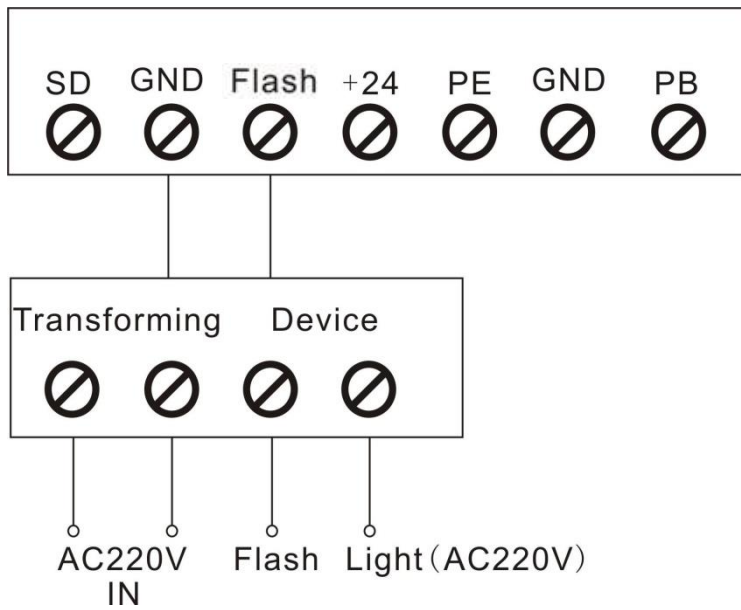 SD GND Flash +24 PE GND PB
Transforming Device
AC220V Flash Light(AC220V)
IN